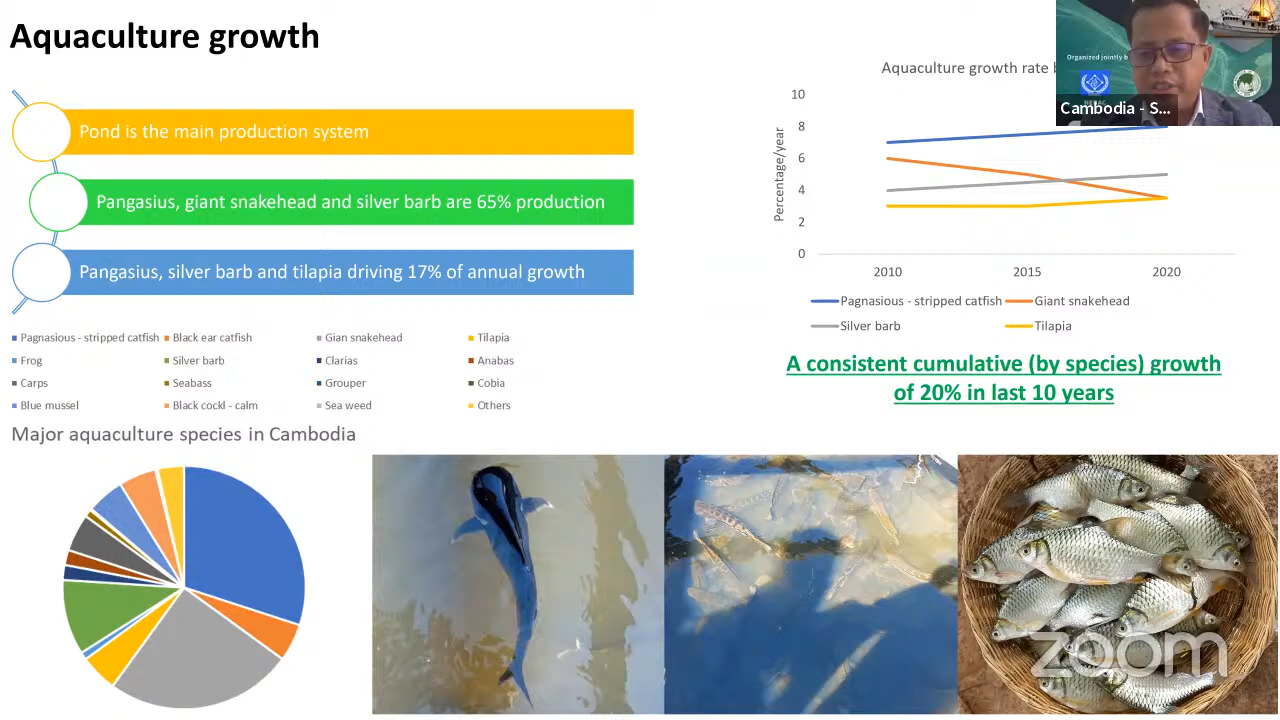 Aquaculture growth
Pond is the main production system
Pangasius, giant snakehead and silver barb are 65% production
Pangasius, silver barb and tilapia driving 17% of annual growth
Pagnasious - stripped catfish
Black ear catfish
Gian snakehead
Tilapia
Frog
Silver barb
Clarias
Anabas
Carps
Seabass
Grouper
Cobia
Blue mussel
Black cockl - calm
Sea weed
Others
Major aquaculture species in Cambodia
Aquaculture growth rate
Percentage/year
10
8
6
4
2
0
2010
2015
2020
Pagnasious - stripped catfish
Giant snakehead
Silver barb
Tilapia
A consistent cumulative (by species) growth
of 20% in last 10 years
Organized jointly b
Cambodia - S...
zoom